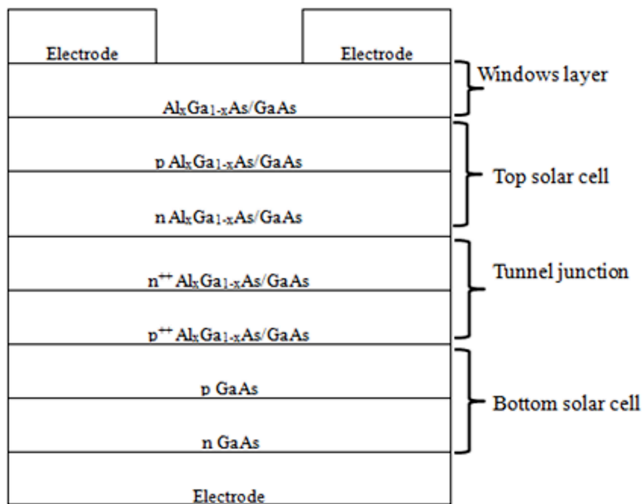 Electrode
Electrode
Windows layer
AlₓGa₁₋ₓAs/GaAs
p AlₓGa₁₋ₓAs/GaAs
Top solar cell
n AlₓGa₁₋ₓAs/GaAs
Tunnel junction
n⁺⁺ AlₓGa₁₋ₓAs/GaAs
p⁺⁺ AlₓGa₁₋ₓAs/GaAs
p GaAs
Bottom solar cell
n GaAs
Electrode